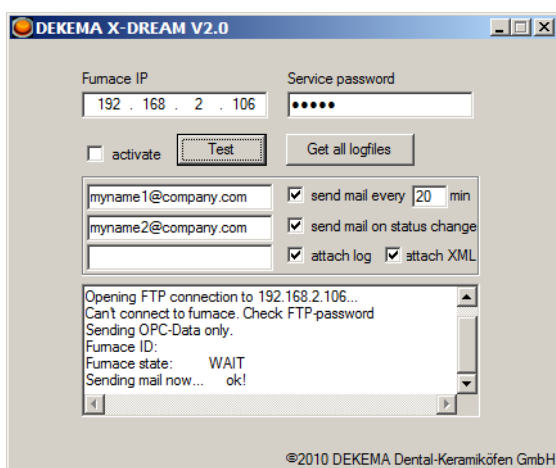 DEKEMA X-DREAM V2.0
Furnace IP
Service password
192 . 168 . 2 . 106
•••••
activate
Test
Get all logfiles
myname1@company.com
send mail every 20 min
myname2@company.com
send mail on status change
attach log
attach XML
Opening FTP connection to 192.168.2.106...
Can't connect to furnace. Check FTP-password
Sending OPC-Data only.
Furnace ID:
Furnace state: WAIT
Sending mail now... ok!
©2010 DEKEMA Dental-Keramiköfen GmbH